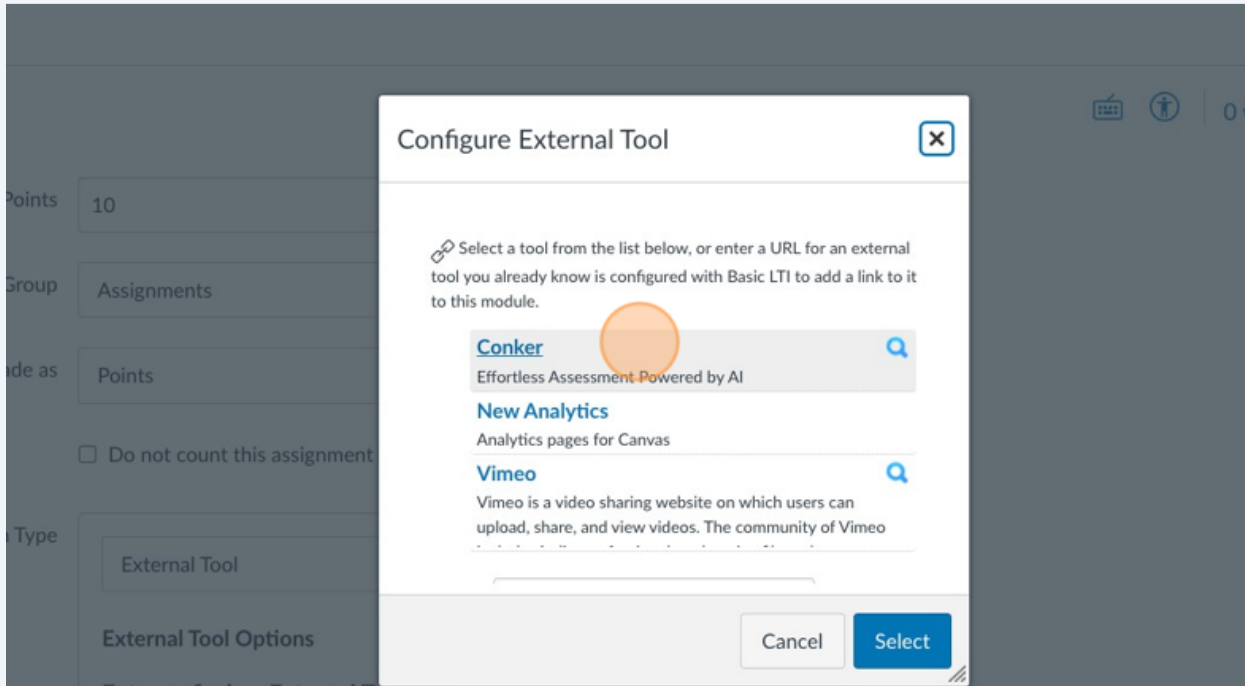 0
Configure External Tool
Points
10
Select a tool from the list below, or enter a URL for an external
tool you already know is configured with Basic LTI to add a link to it
to this module.
Group
Assignments
Conker
Effortless Assessment Powered by AI
ade as
Points
New Analytics
Analytics pages for Canvas
Do not count this assignment
Vimeo
Vimeo is a video sharing website on which users can
upload, share, and view videos. The community of Vimeo
Type
External Tool
External Tool Options
Cancel
Select